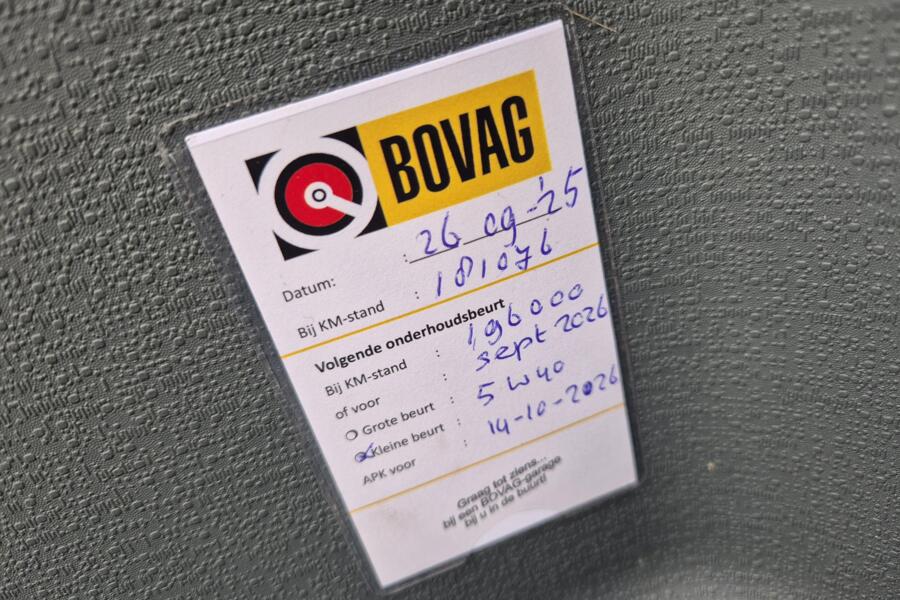 BOVAG
Datum: : 26 09-'25
Bij KM-stand : 181076
Volgende onderhoudsbeurt
Bij KM-stand : 196000
of voor : sept 2026
Grote beurt : 5 W 40
Kleine beurt :
APK voor : 14-10-2026
Graag tot ziens...
bij een BOVAG-garage
bij u in de buurt!